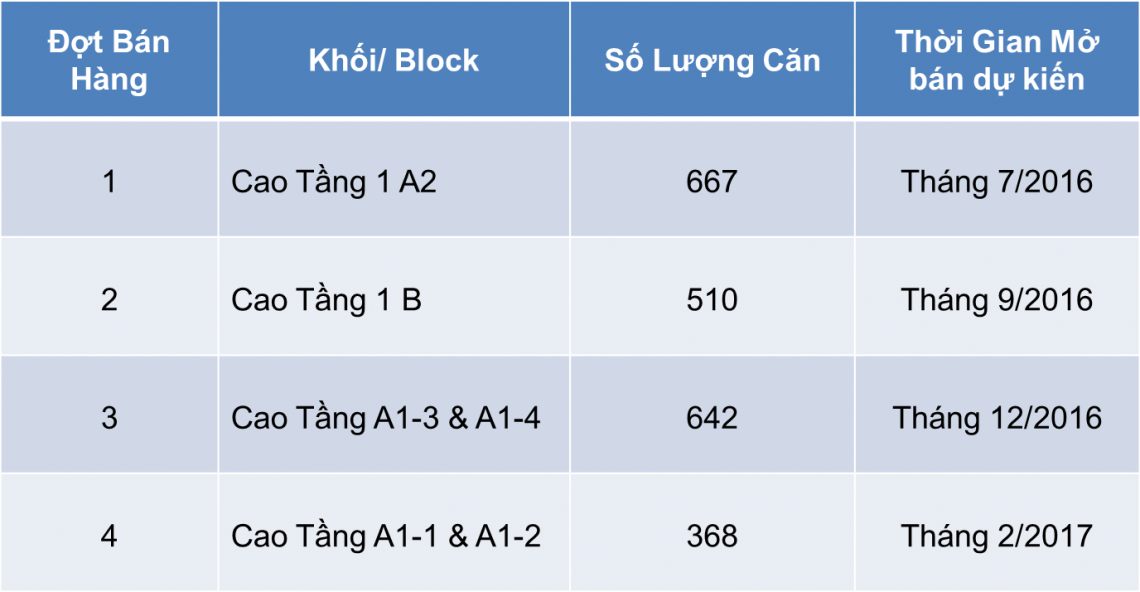 Đợt Bán
Hàng
Khối/ Block
Số Lượng Căn
Thời Gian Mở
bán dự kiến
1
Cao Tầng 1 A2
667
Tháng 7/2016
2
Cao Tầng 1 B
510
Tháng 9/2016
3
Cao Tầng A1-3 & A1-4
642
Tháng 12/2016
4
Cao Tầng A1-1 & A1-2
368
Tháng 2/2017